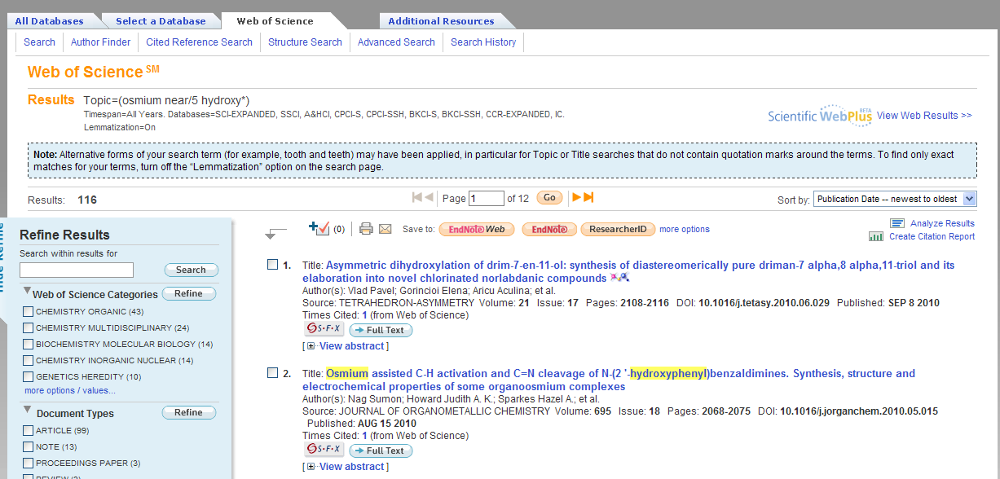 All Databases Select a Database Web of Science Additional Resources
Search Author Finder Cited Reference Search Structure Search Advanced Search Search History
Web of Science SM
Results Topic=(osmium near/5 hydroxy*)
Timespan=All Years. Databases=SCI-EXPANDED, SSCI, A&HCI, CPCI-S, CPCI-SSH, BKCI-S, BKCI-SSH, CCR-EXPANDED, IC.
Lemmatization=On
Scientific WebPlus BETA View Web Results >>
Note: Alternative forms of your search term (for example, tooth and teeth) may have been applied, in particular for Topic or Title searches that do not contain quotation marks around the terms. To find only exact
matches for your terms, turn off the “Lemmatization” option on the search page.
Results: 116 Page 1 of 12 Go Sort by: Publication Date -- newest to oldest
Hide Refine
Refine Results
Search within results for
Search
Web of Science Categories Refine
CHEMISTRY ORGANIC (43)
CHEMISTRY MULTIDISCIPLINARY (24)
BIOCHEMISTRY MOLECULAR BIOLOGY (14)
CHEMISTRY INORGANIC NUCLEAR (14)
GENETICS HEREDITY (10)
more options / values...
Document Types Refine
ARTICLE (99)
NOTE (13)
PROCEEDINGS PAPER (3)
(0) Save to: EndNote Web EndNote ResearcherID more options
Analyze Results
Create Citation Report
1. Title: Asymmetric dihydroxylation of drim-7-en-11-ol: synthesis of diastereomerically pure driman-7 alpha,8 alpha,11-triol and its
elaboration into novel chlorinated norlabdanic compounds
Author(s): Vlad Pavel; Gorincioi Elena; Aricu Aculina; et al.
Source: TETRAHEDRON-ASYMMETRY Volume: 21 Issue: 17 Pages: 2108-2116 DOI: 10.1016/j.tetasy.2010.06.029 Published: SEP 8 2010
Times Cited: 1 (from Web of Science)
S·F·X Full Text
[ View abstract ]
2. Title: Osmium assisted C-H activation and C=N cleavage of N-(2 '-hydroxyphenyl)benzaldimines. Synthesis, structure and
electrochemical properties of some organoosmium complexes
Author(s): Nag Sumon; Howard Judith A. K.; Sparkes Hazel A.; et al.
Source: JOURNAL OF ORGANOMETALLIC CHEMISTRY Volume: 695 Issue: 18 Pages: 2068-2075 DOI: 10.1016/j.jorganchem.2010.05.015
Published: AUG 15 2010
Times Cited: 1 (from Web of Science)
S·F·X Full Text
[ View abstract ]